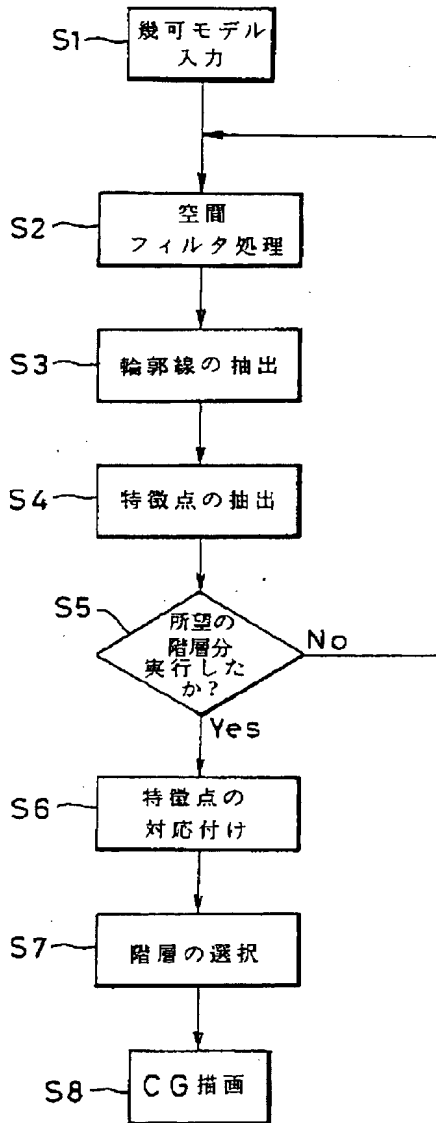 S1
幾可モデル
入力
S2
空間
フィルタ処理
S3
輪郭線の抽出
S4
特徴点の抽出
S5
所望の
階層分
実行した
か?
No
Yes
S6
特徴点の
対応付け
S7
階層の選択
S8
CG描画